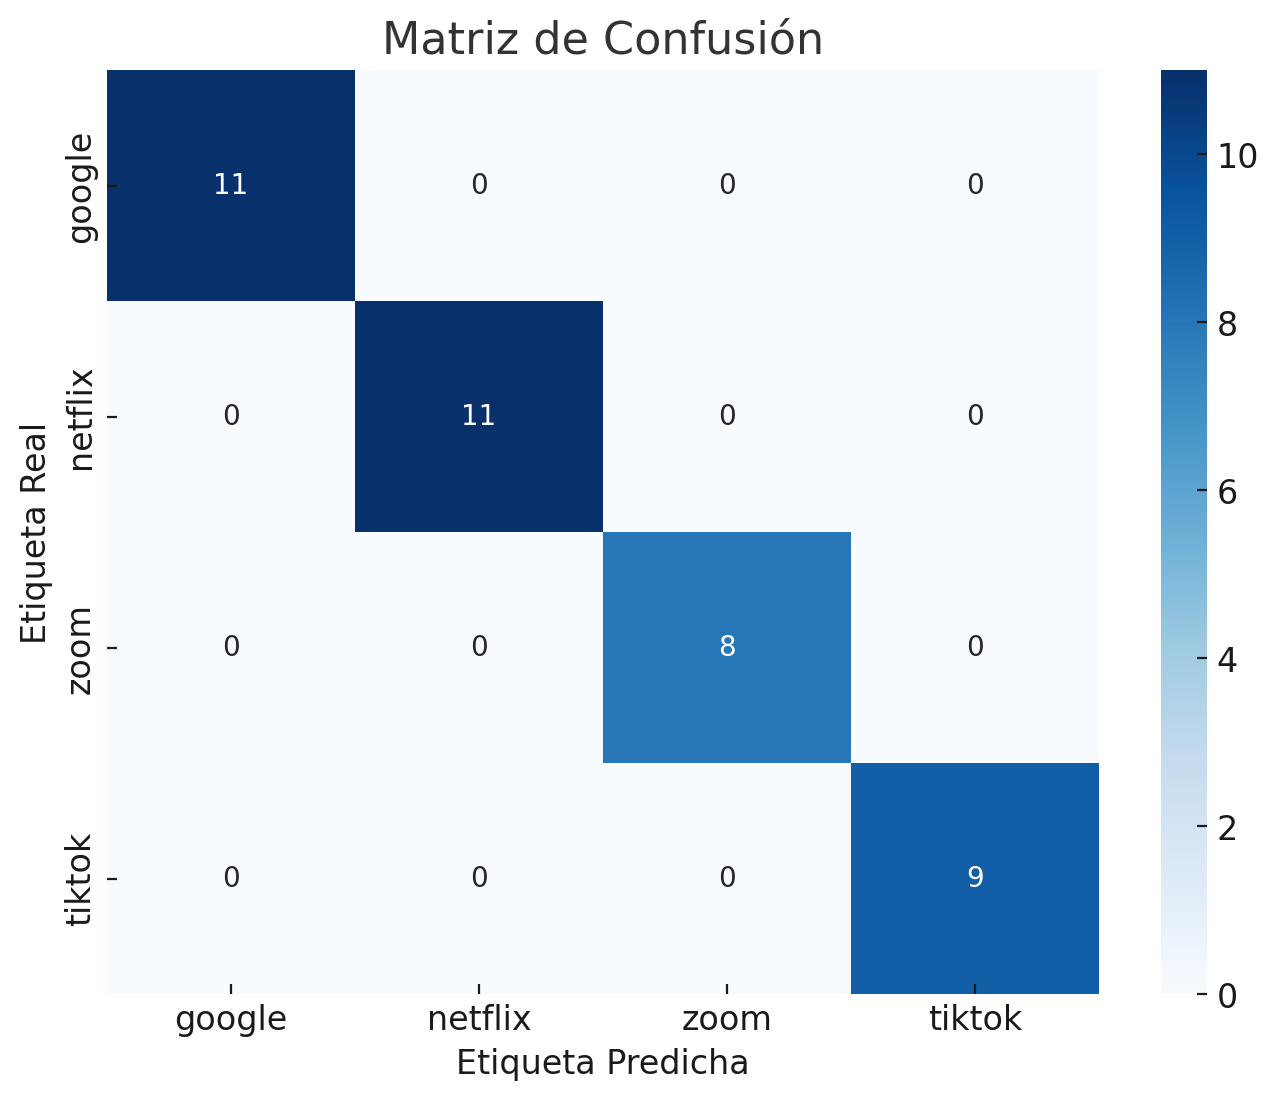 Matriz de Confusión
Etiqueta Real
google
11 0 0 0
netflix
0 11 0 0
zoom
0 0 8 0
tiktok
0 0 0 9
google netflix zoom tiktok
Etiqueta Predicha
10
8
6
4
2
0